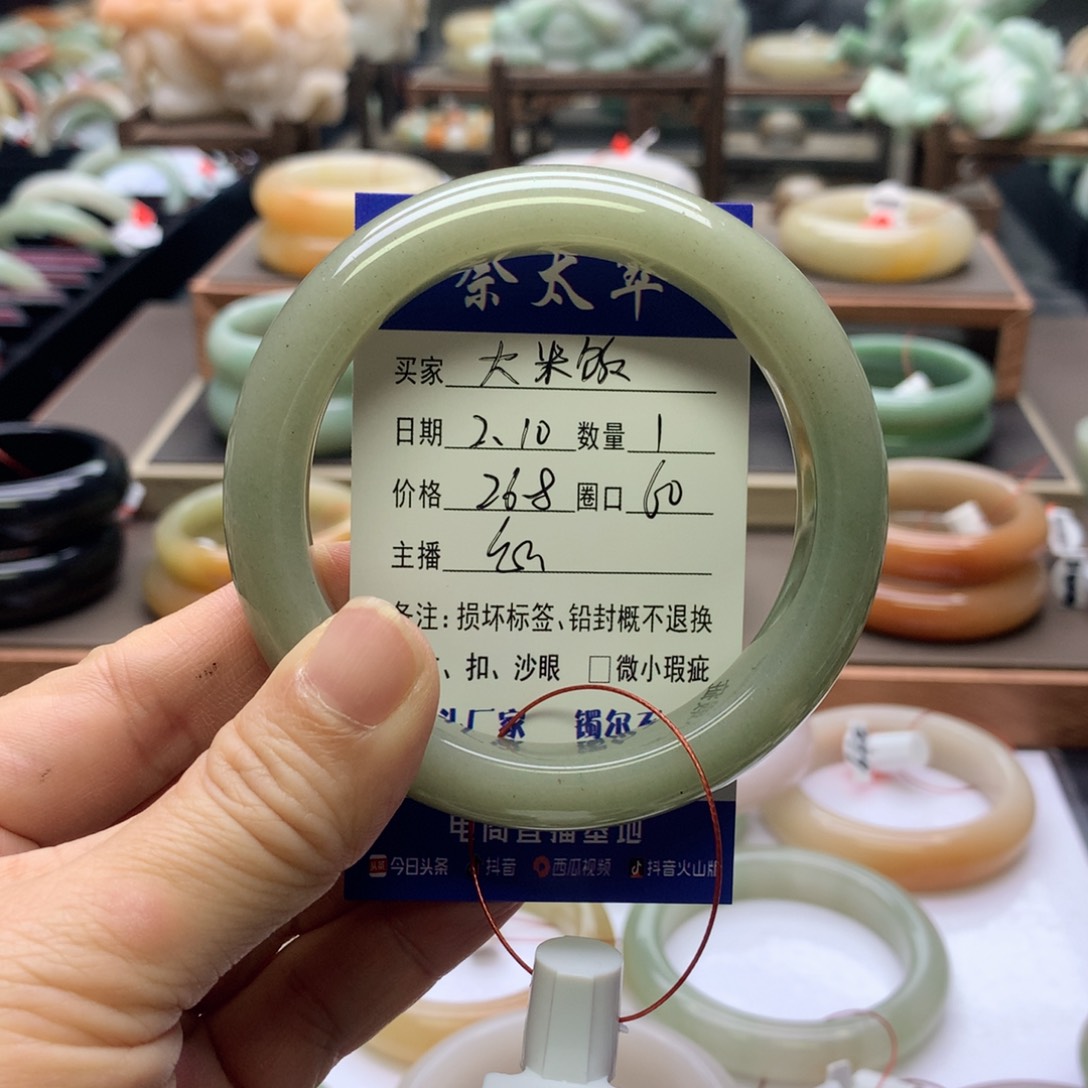 奈太翠
买家 大米饭
日期 2.10 数量 1
价格 268 圈口 60
主播
备注:损坏标签、铅封概不退换
、扣、沙眼 □微小瑕疵
头厂家 镯尔
电商直播基地
今日头条 抖音 西瓜视频 抖音火山版